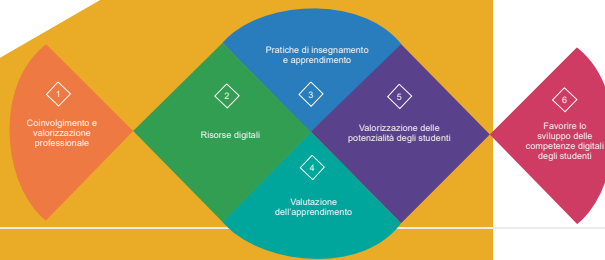 1
Coinvolgimento e
valorizzazione
professionale
2
Risorse digitali
Pratiche di insegnamento
e apprendimento
3
4
Valutazione
dell'apprendimento
5
Valorizzazione delle
potenzialità degli studenti
6
Favorire lo
sviluppo delle
competenze digitali
degli studenti